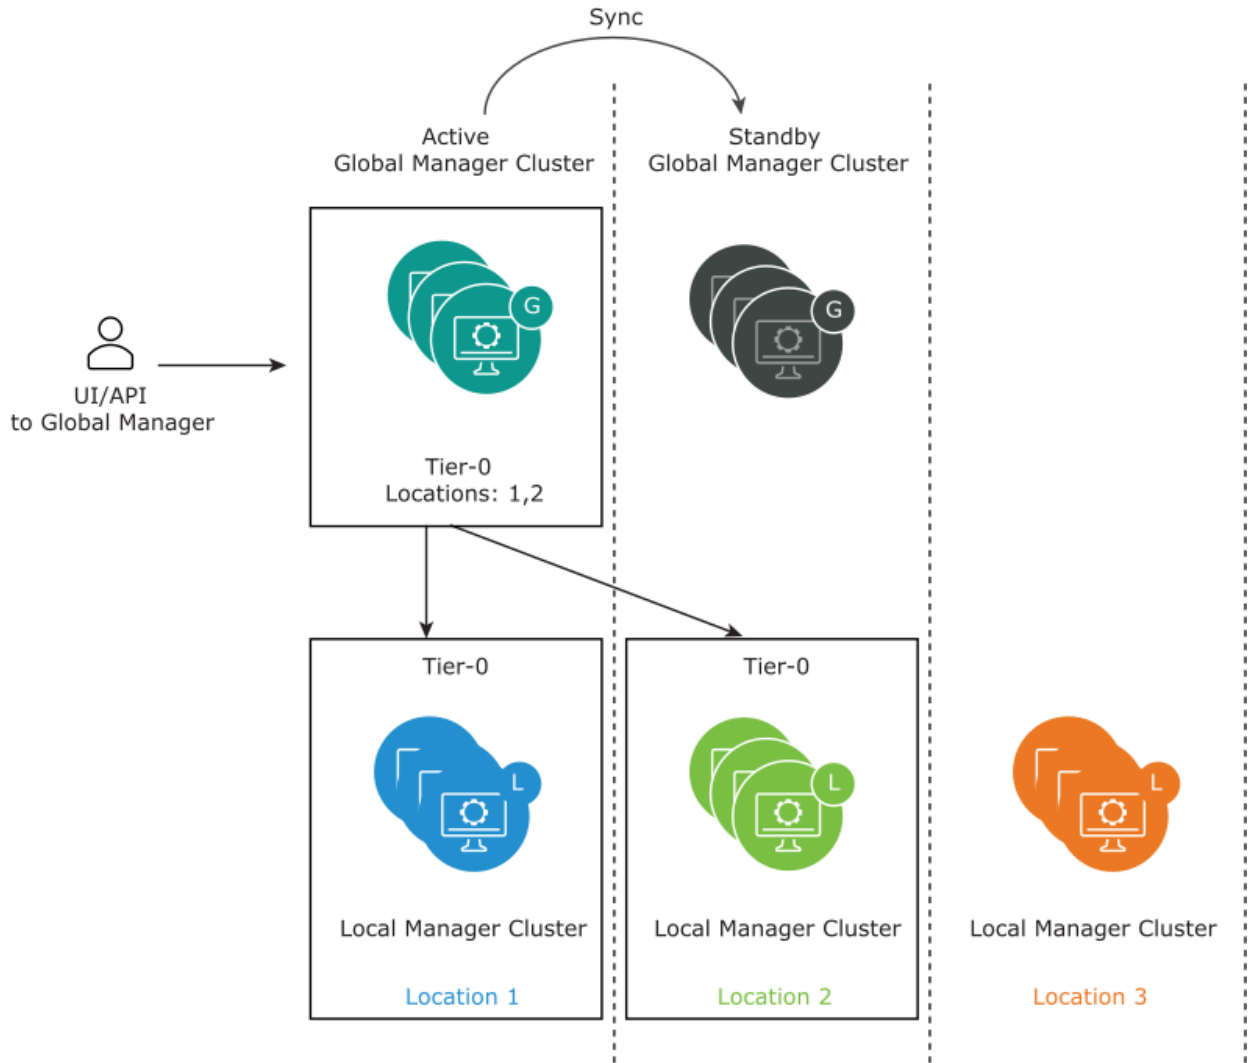 Sync
Active
Global Manager Cluster
Standby
Global Manager Cluster
G
G
UI/API
to Global Manager
Tier-0
Locations: 1,2
Tier-0
Tier-0
L
L
L
Local Manager Cluster
Local Manager Cluster
Local Manager Cluster
Location 1
Location 2
Location 3